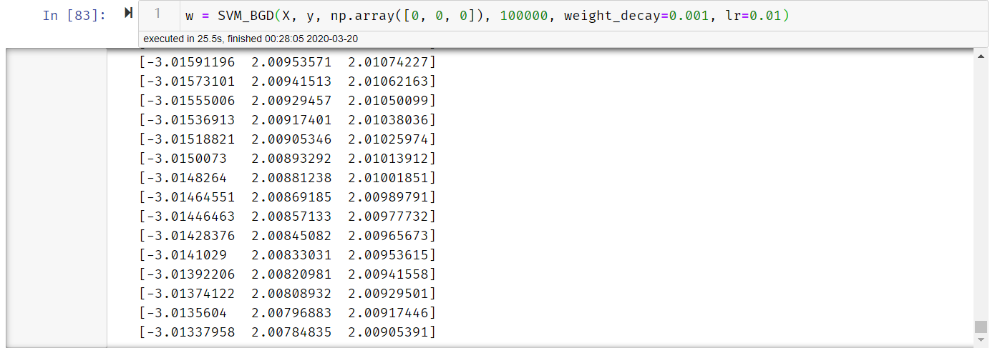 In [83]:
1 w = SVM_BGD(X, y, np.array([0, 0, 0]), 100000, weight_decay=0.001, lr=0.01)
executed in 25.5s, finished 00:28:05 2020-03-20
[-3.01591196 2.00953571 2.01074227]
[-3.01573101 2.00941513 2.01062163]
[-3.01555006 2.00929457 2.01050099]
[-3.01536913 2.00917401 2.01038036]
[-3.01518821 2.00905346 2.01025974]
[-3.0150073 2.00893292 2.01013912]
[-3.0148264 2.00881238 2.01001851]
[-3.01464551 2.00869185 2.00989791]
[-3.01446463 2.00857133 2.00977732]
[-3.01428376 2.00845082 2.00965673]
[-3.0141029 2.00833031 2.00953615]
[-3.01392206 2.00820981 2.00941558]
[-3.01374122 2.00808932 2.00929501]
[-3.0135604 2.00796883 2.00917446]
[-3.01337958 2.00784835 2.00905391]